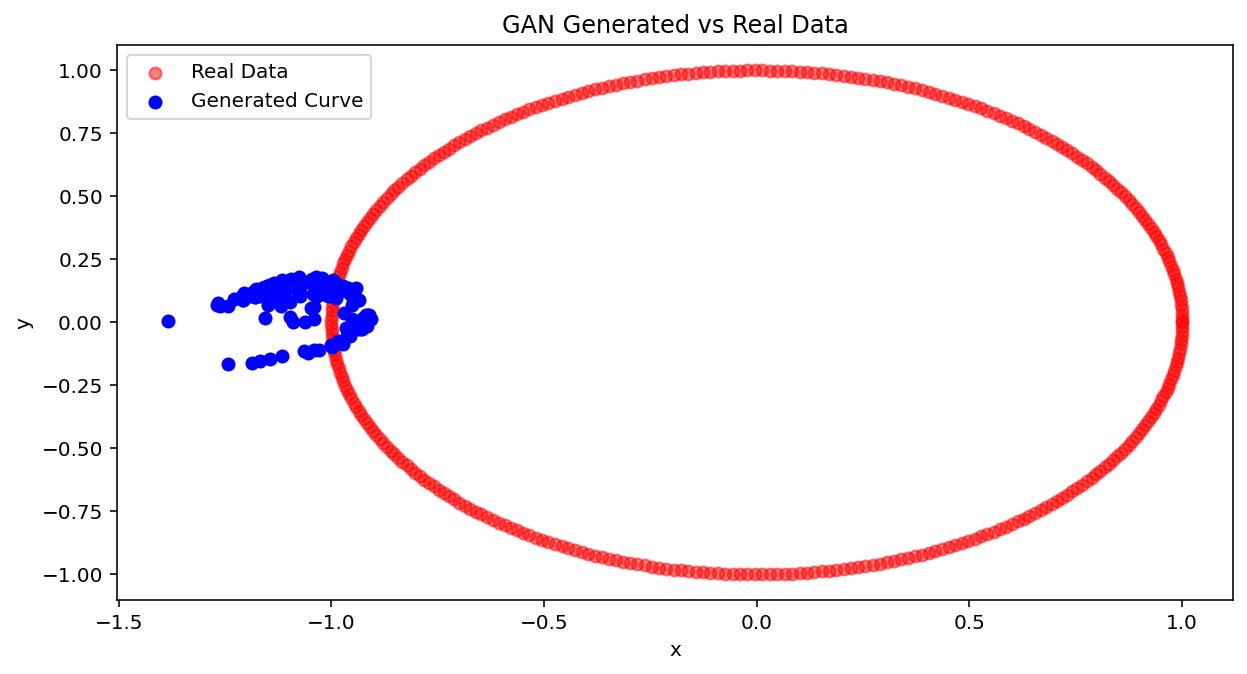 GAN Generated vs Real Data
Real Data
Generated Curve
1.00
0.75
0.50
0.25
0.00
−0.25
−0.50
−0.75
−1.00
y
−1.5 −1.0 −0.5 0.0 0.5 1.0
x